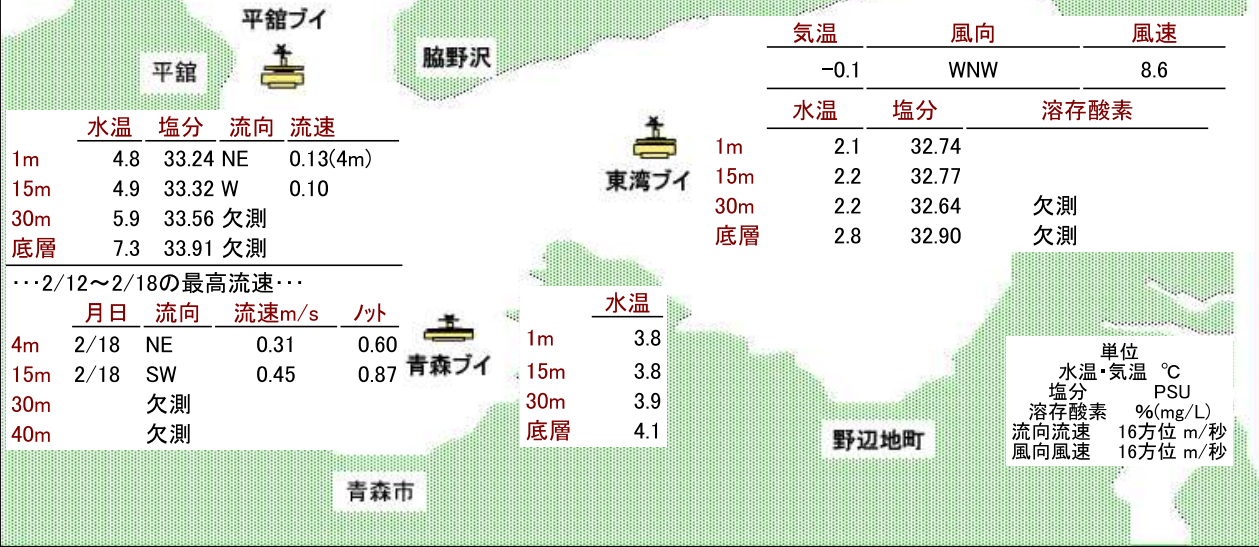 平舘ブイ
平舘
脇野沢
気温 風向 風速
-0.1 WNW 8.6
水温 塩分 溶存酸素
1m 2.1 32.74
15m 2.2 32.77
30m 2.2 32.64 欠測
底層 2.8 32.90 欠測
東湾ブイ
水温 塩分 流向 流速
1m 4.8 33.24 NE 0.13(4m)
15m 4.9 33.32 W 0.10
30m 5.9 33.56 欠測
底層 7.3 33.91 欠測
…2/12～2/18の最高流速…
月日 流向 流速m/s ノット
4m 2/18 NE 0.31 0.60
15m 2/18 SW 0.45 0.87
30m 欠測
40m 欠測
青森ブイ
水温
1m 3.8
15m 3.8
30m 3.9
底層 4.1
野辺地町
青森市
単位
水温・気温 ℃
塩分 PSU
溶存酸素 %(mg/L)
流向流速 16方位 m/秒
風向風速 16方位 m/秒